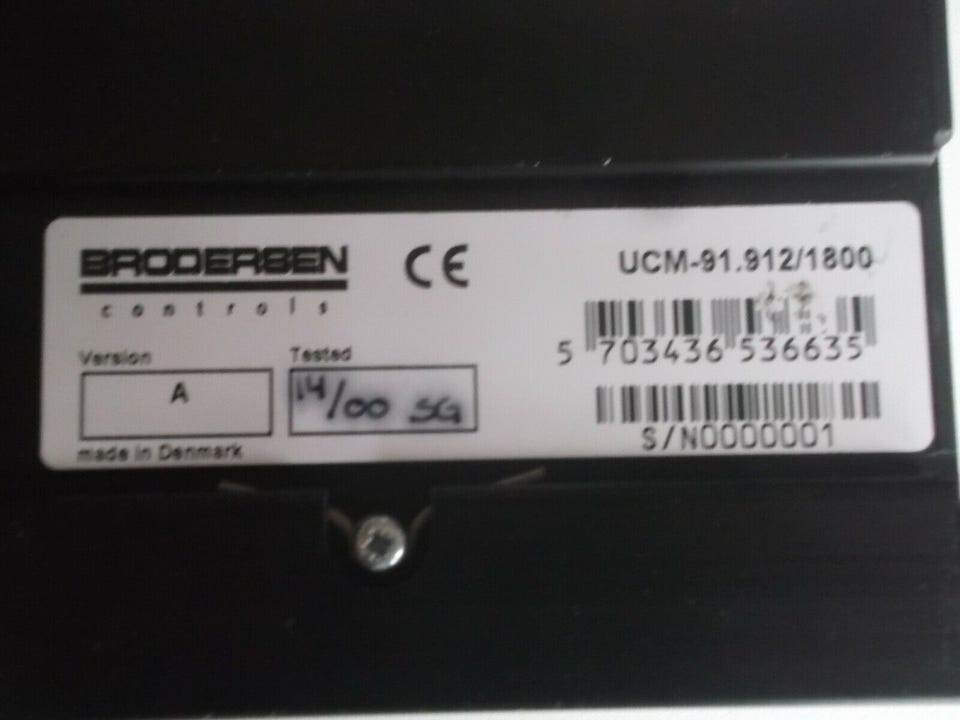 BRODERSEN
controls
CE
UCM-91.912/1800
5 703436 536635
S/N0000001
Version
A
Tested
14/00 SG
made in Denmark